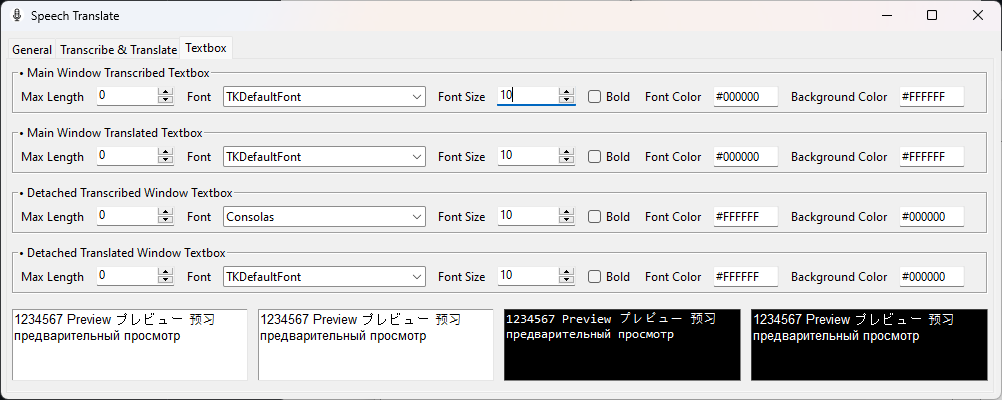 Speech Translate
General Transcribe & Translate Textbox
• Main Window Transcribed Textbox
Max Length 0 Font TKDefaultFont Font Size 10 Bold Font Color #000000 Background Color #FFFFFF
• Main Window Translated Textbox
Max Length 0 Font TKDefaultFont Font Size 10 Bold Font Color #000000 Background Color #FFFFFF
• Detached Transcribed Window Textbox
Max Length 0 Font Consolas Font Size 10 Bold Font Color #FFFFFF Background Color #000000
• Detached Translated Window Textbox
Max Length 0 Font TKDefaultFont Font Size 10 Bold Font Color #FFFFFF Background Color #000000
1234567 Preview プレビュー 预习
предварительный просмотр
1234567 Preview プレビュー 预习
предварительный просмотр
1234567 Preview プレビュー 预习
предварительный просмотр
1234567 Preview プレビュー 预习
предварительный просмотр